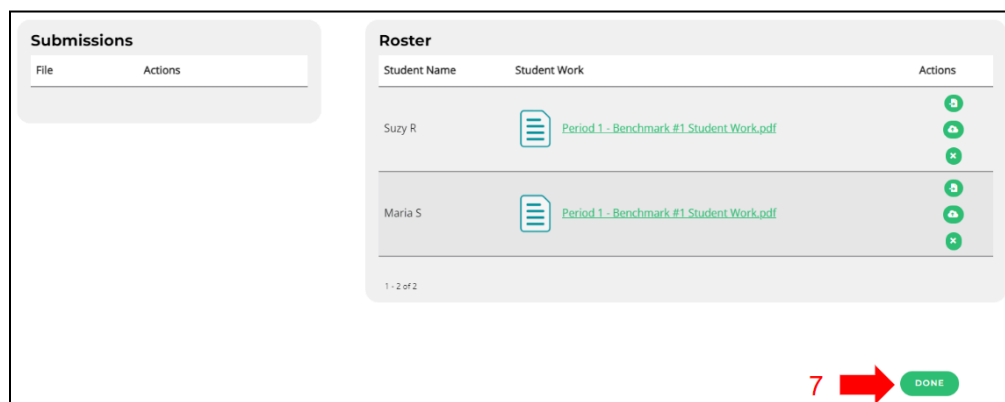 Submissions
File Actions
Roster
Student Name Student Work Actions
Suzy R Period 1 - Benchmark #1 Student Work.pdf
Maria S Period 1 - Benchmark #1 Student Work.pdf
1 - 2 of 2
7 DONE